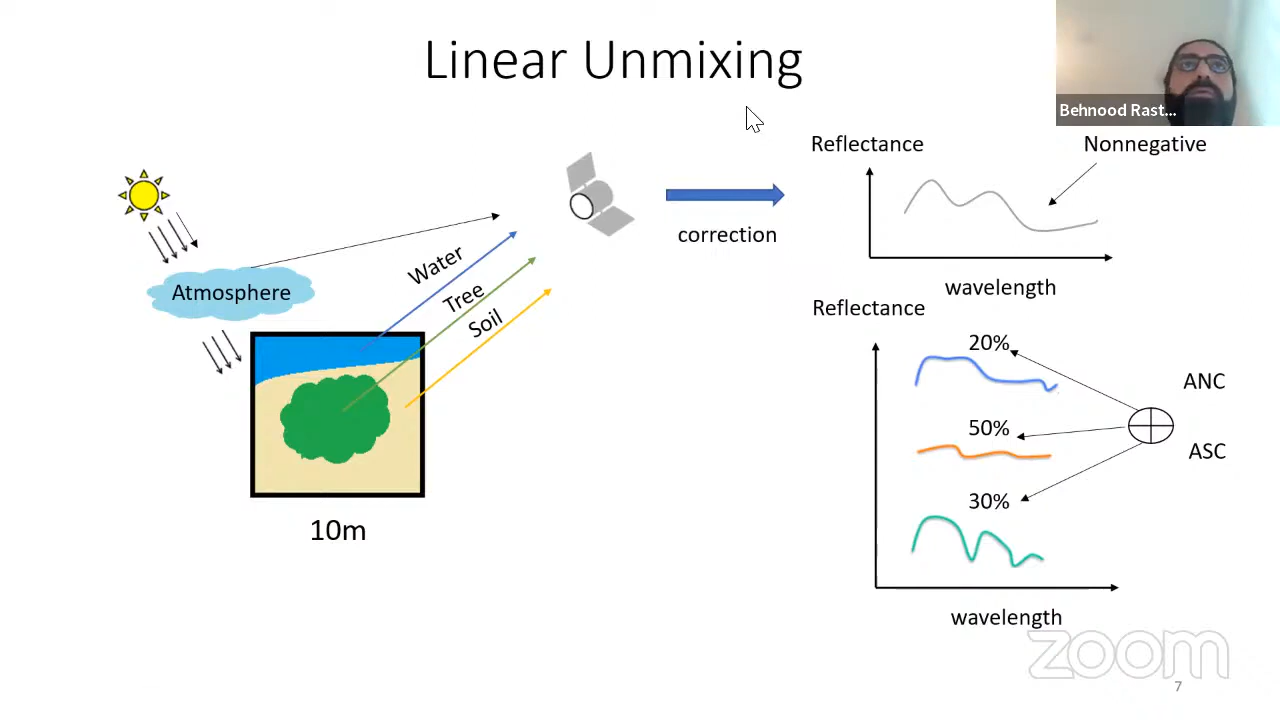 Linear Unmixing
Behnood Rast...
Reflectance
Nonnegative
correction
wavelength
Atmosphere
Water
Tree
Soil
10m
Reflectance
20%
50%
30%
ANC
ASC
wavelength
zoom
7